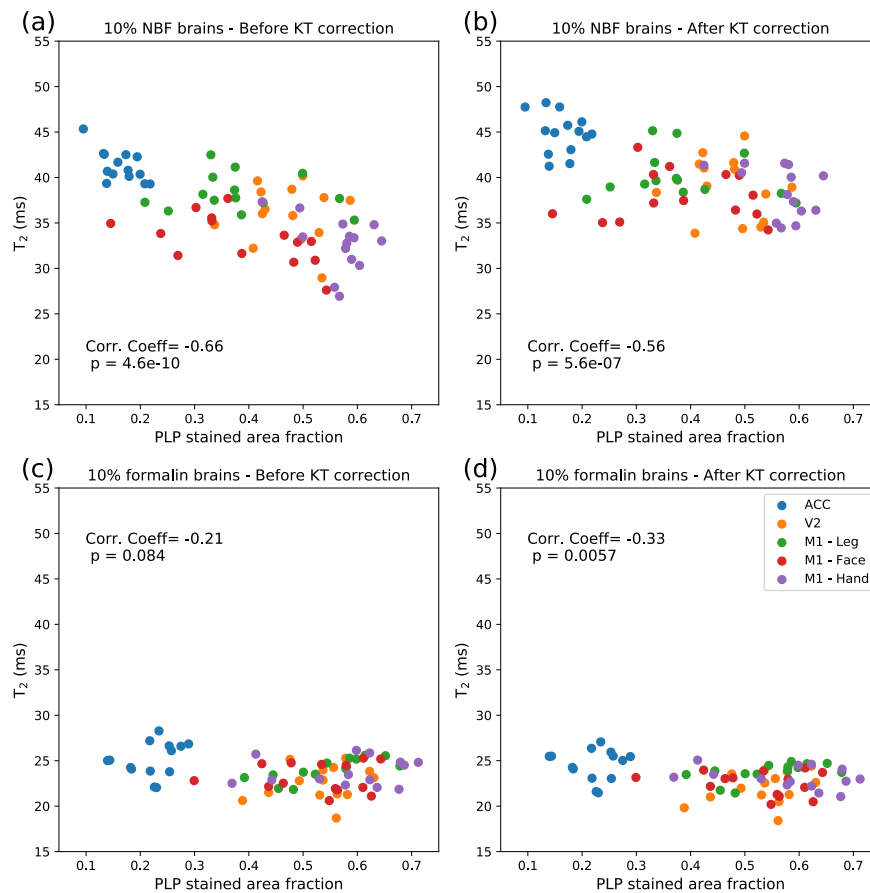 (a)
10% NBF brains - Before KT correction
55
50
45
40
35
30
25
20
15
T2 (ms)
Corr. Coeff= -0.66
p = 4.6e-10
0.1 0.2 0.3 0.4 0.5 0.6 0.7
PLP stained area fraction
(b)
10% NBF brains - After KT correction
55
50
45
40
35
30
25
20
15
Corr. Coeff= -0.56
p = 5.6e-07
0.1 0.2 0.3 0.4 0.5 0.6 0.7
PLP stained area fraction
(c)
10% formalin brains - Before KT correction
55
50
45
40
35
30
25
20
15
T2 (ms)
Corr. Coeff= -0.21
p = 0.084
0.1 0.2 0.3 0.4 0.5 0.6 0.7
PLP stained area fraction
(d)
10% formalin brains - After KT correction
55
50
45
40
35
30
25
20
15
T2 (ms)
Corr. Coeff= -0.33
p = 0.0057
ACC
V2
M1 - Leg
M1 - Face
M1 - Hand
0.1 0.2 0.3 0.4 0.5 0.6 0.7
PLP stained area fraction